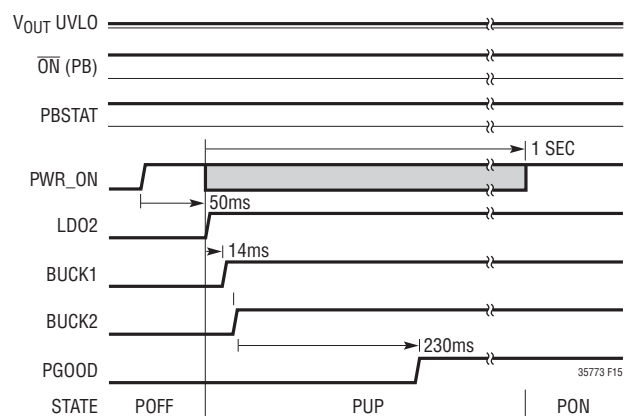 VOUT UVLO
ON (PB)
PBSTAT
1 SEC
PWR_ON
50ms
LDO2
14ms
BUCK1
BUCK2
230ms
PGOOD
35773 F15
STATE POFF PUP PON